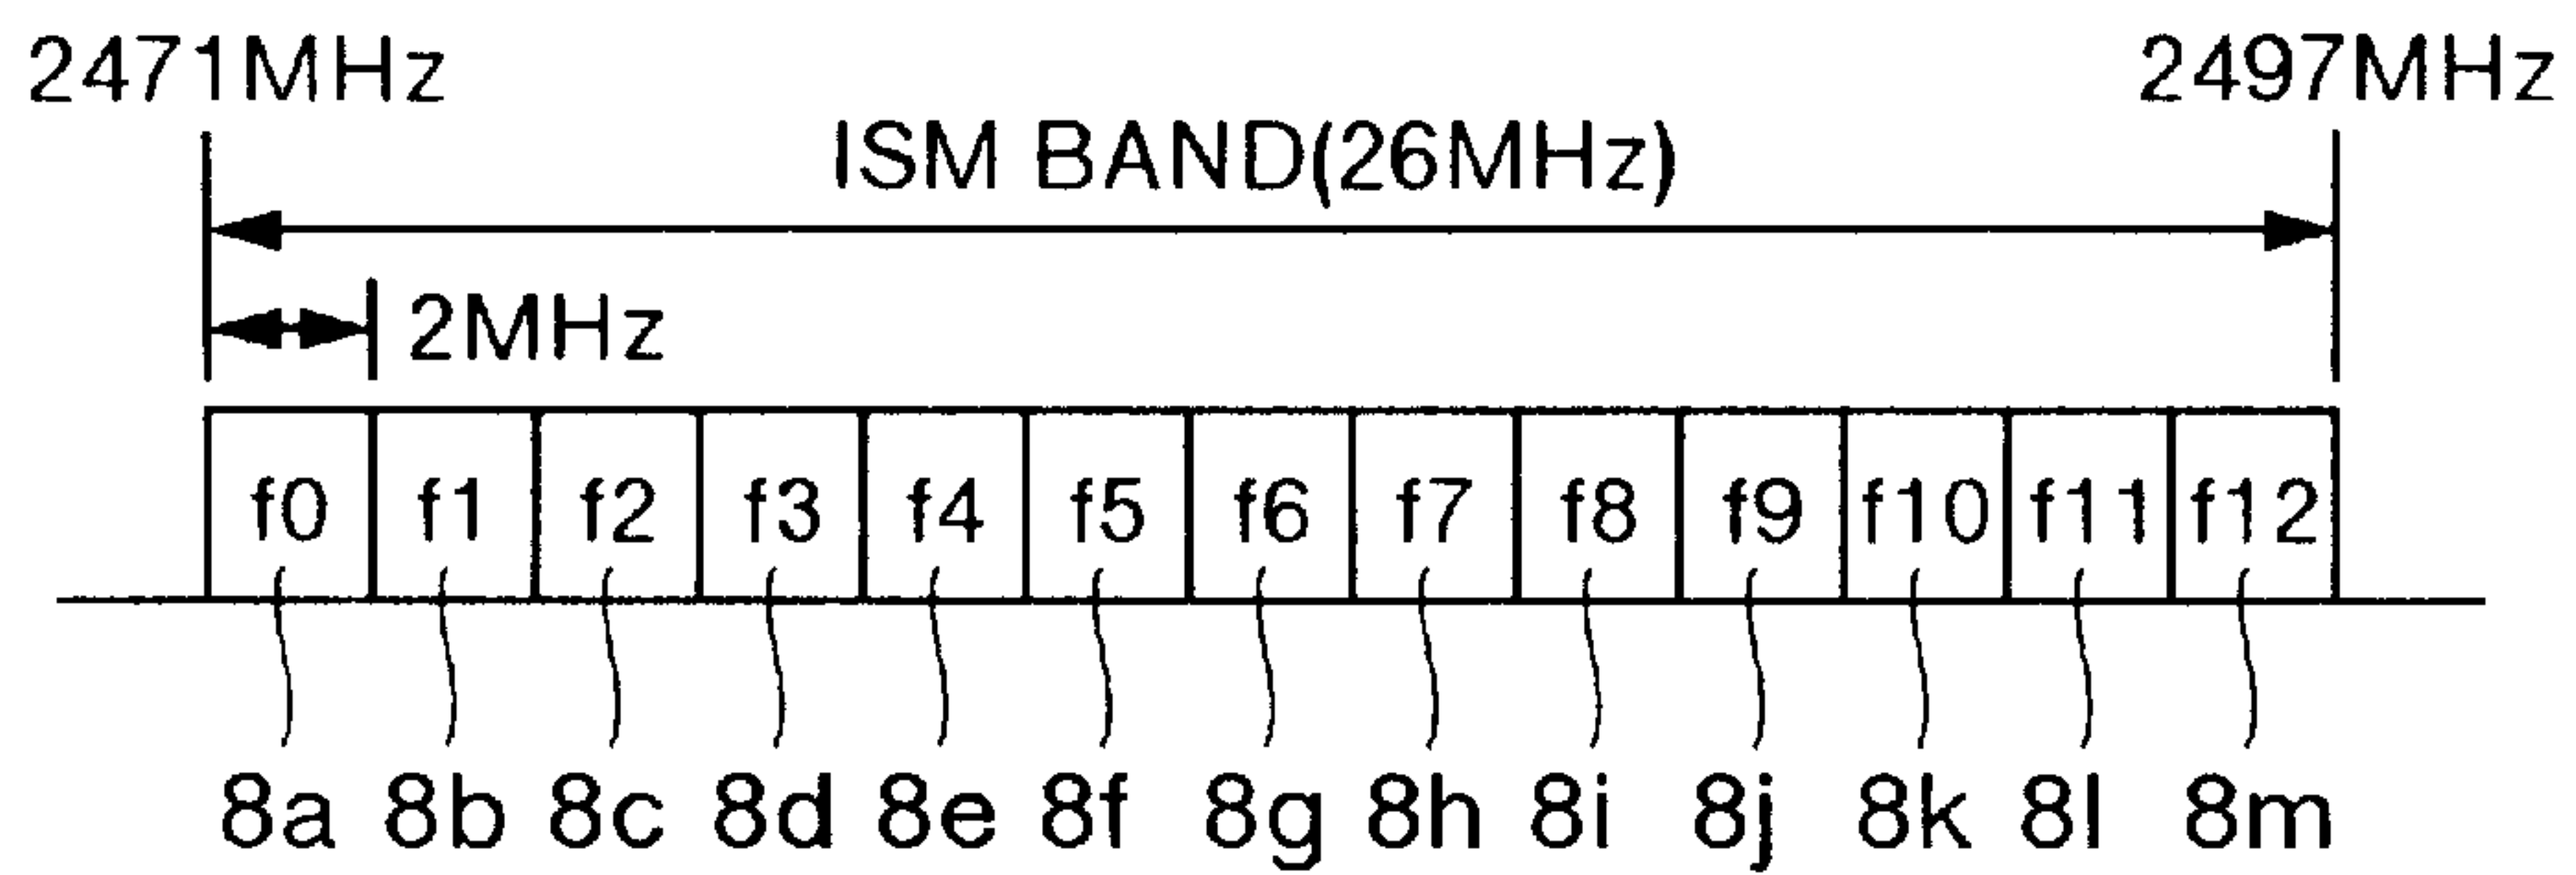 2471MHz 2497MHz
ISM BAND(26MHz)
2MHz
f0 f1 f2 f3 f4 f5 f6 f7 f8 f9 f10 f11 f12
8a 8b 8c 8d 8e 8f 8g 8h 8i 8j 8k 8l 8m